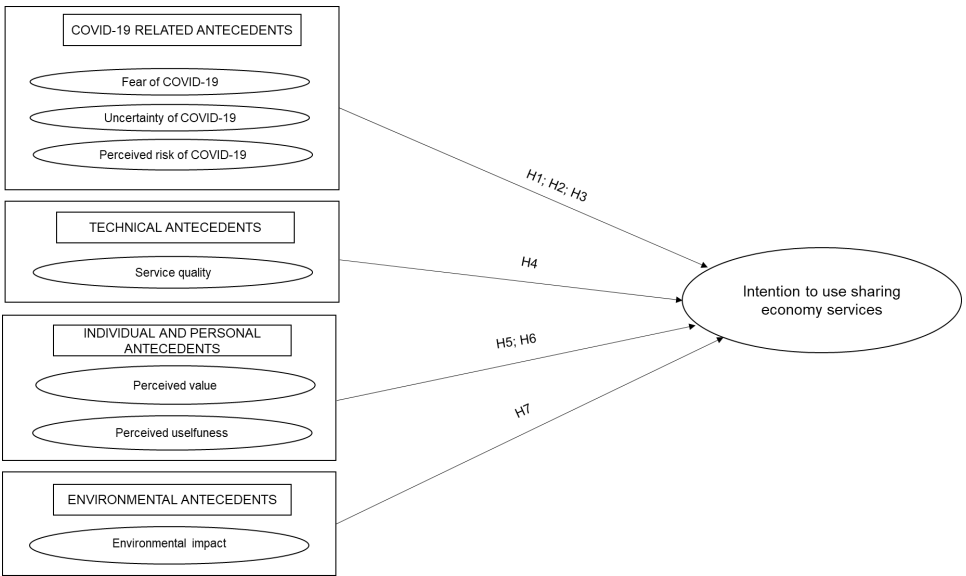 COVID-19 RELATED ANTECEDENTS
Fear of COVID-19
Uncertainty of COVID-19
Perceived risk of COVID-19
H1; H2; H3
TECHNICAL ANTECEDENTS
Service quality
H4
INDIVIDUAL AND PERSONAL
ANTECEDENTS
Perceived value
Perceived uselfuness
H5; H6
ENVIRONMENTAL ANTECEDENTS
Environmental impact
H7
Intention to use sharing
economy services